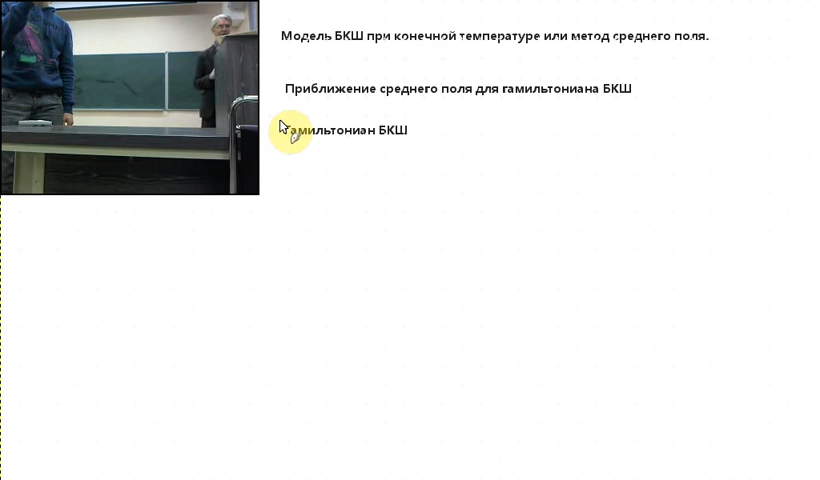 Модель БКШ при конечной температуре или метод среднего поля.
Приближение среднего поля для гамильтониана БКШ
Гамильтониан БКШ